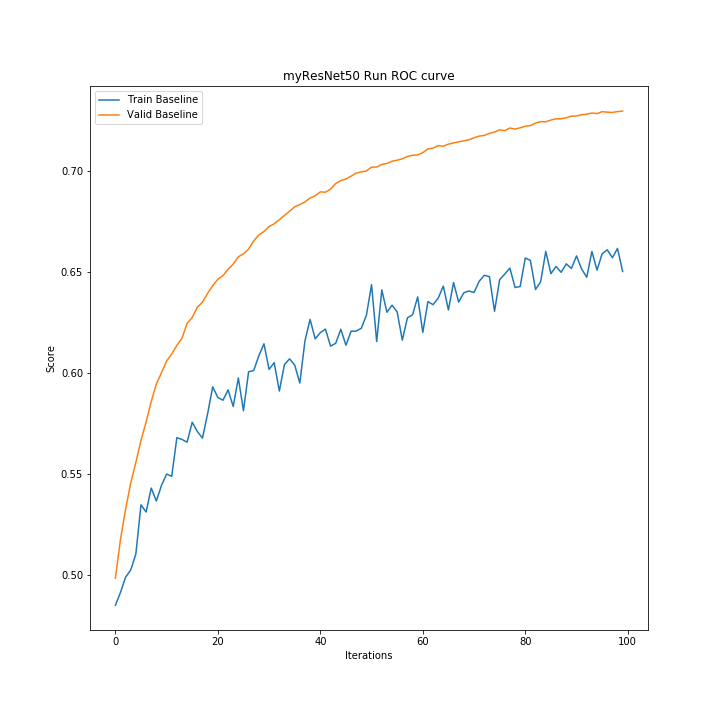 myResNet50 Run ROC curve
Train Baseline
Valid Baseline
Score
0.70
0.65
0.60
0.55
0.50
0 20 40 60 80 100
Iterations